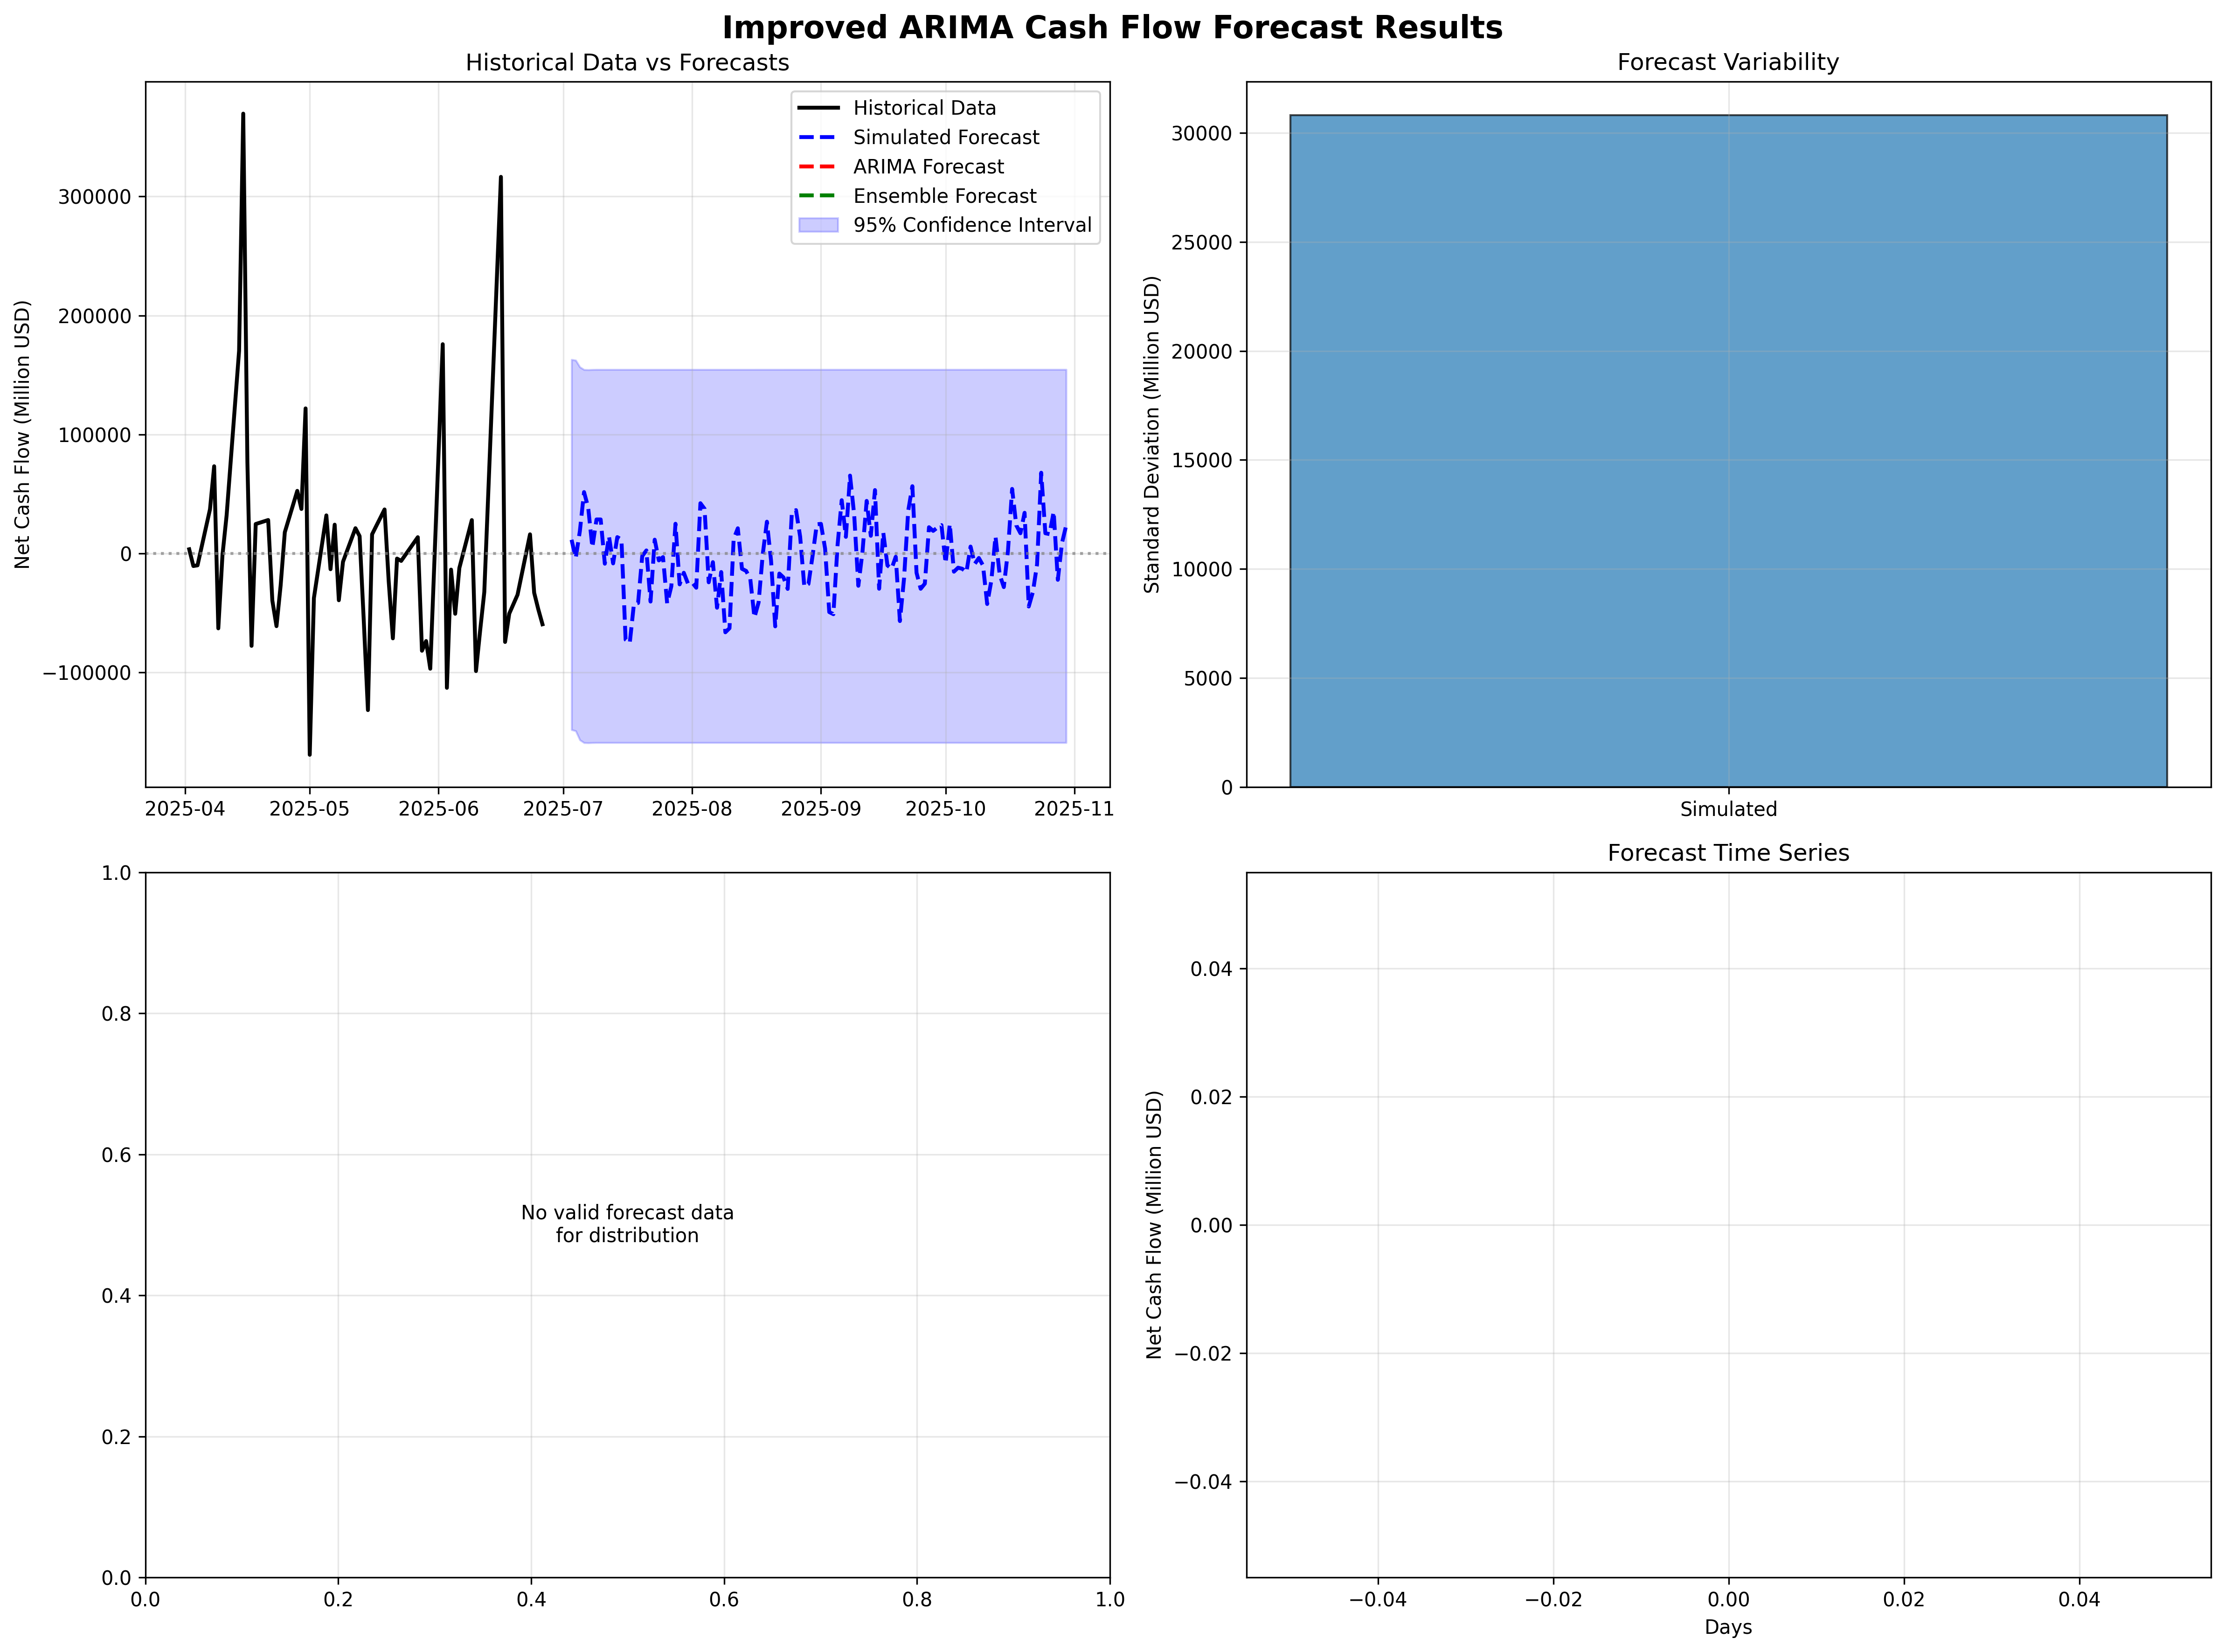 Improved ARIMA Cash Flow Forecast Results
Historical Data vs Forecasts
Net Cash Flow (Million USD)
300000
200000
100000
0
−100000
2025-04
2025-05
2025-06
2025-07
2025-08
2025-09
2025-10
2025-11
Historical Data
Simulated Forecast
ARIMA Forecast
Ensemble Forecast
95% Confidence Interval
Forecast Variability
Standard Deviation (Million USD)
30000
25000
20000
15000
10000
5000
0
Simulated
1.0
0.8
0.6
0.4
0.2
0.0
No valid forecast data
for distribution
0.0
0.2
0.4
0.6
0.8
1.0
Forecast Time Series
Net Cash Flow (Million USD)
0.04
0.02
0.00
−0.02
−0.04
−0.04
−0.02
0.00
0.02
0.04
Days